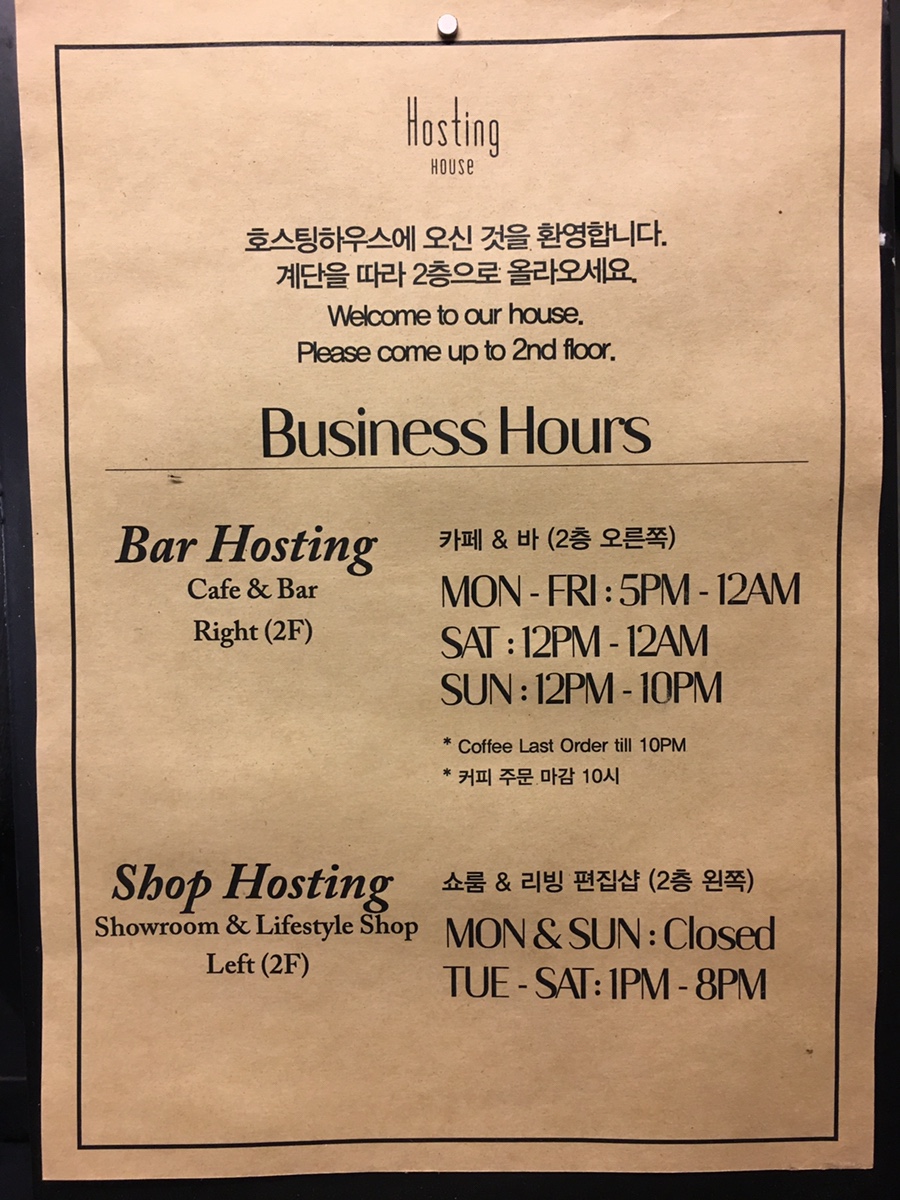 Hosting
HOUSE
호스팅하우스에 오신 것을 환영합니다.
계단을 따라 2층으로 올라오세요.
Welcome to our house.
Please come up to 2nd floor.
Business Hours
Bar Hosting
Cafe & Bar
Right (2F)
카페 & 바 (2층 오른쪽)
MON - FRI : 5PM - 12AM
SAT : 12PM - 12AM
SUN : 12PM - 10PM
* Coffee Last Order till 10PM
* 커피 주문 마감 10시
Shop Hosting
Showroom & Lifestyle Shop
Left (2F)
쇼룸 & 리빙 편집샵 (2층 왼쪽)
MON & SUN : Closed
TUE - SAT : 1PM - 8PM